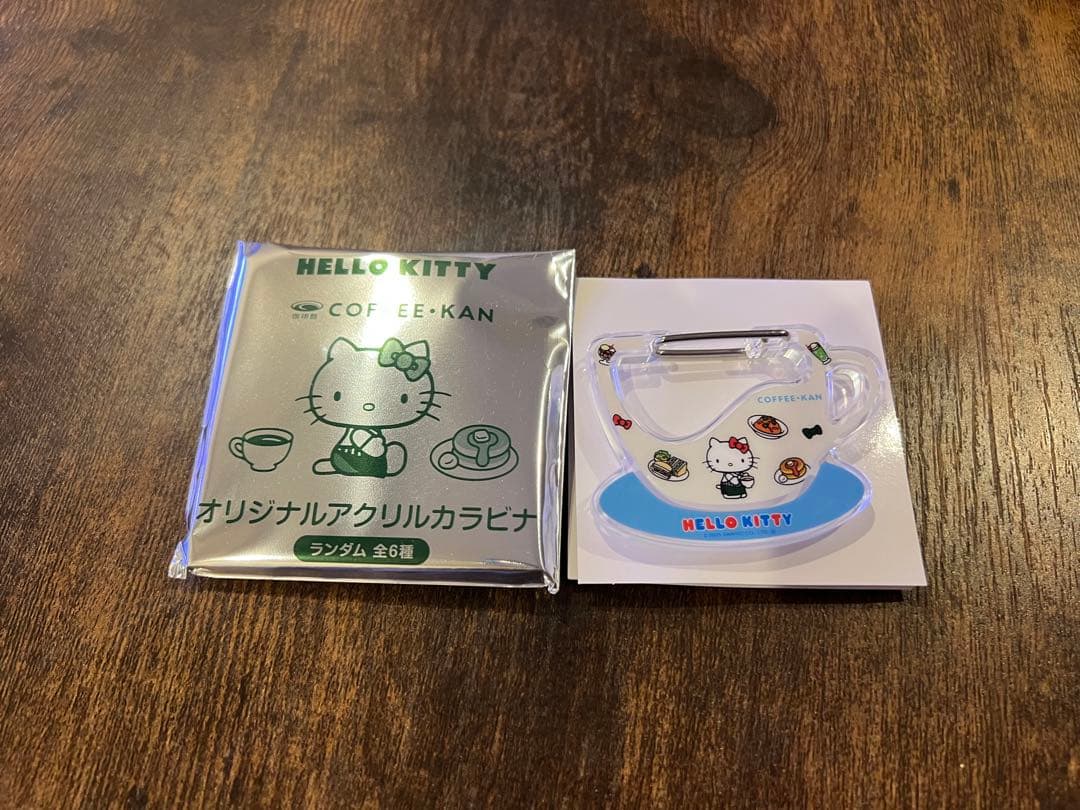 HELLO KITTY
珈琲館 COFFEE・KAN
オリジナルアクリルカラビナ
ランダム 全6種
COFFEE・KAN
HELLO KITTY